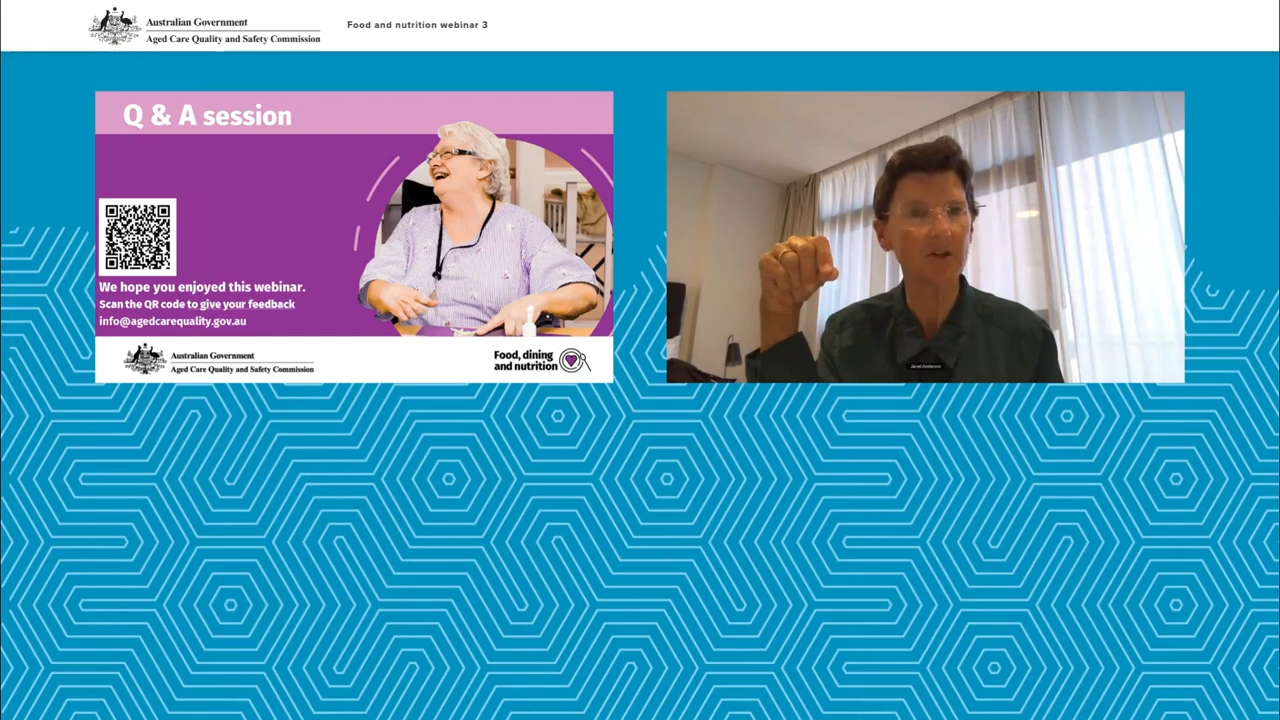 Australian Government
Aged Care Quality and Safety Commission
Food and nutrition webinar 3
Q & A session
We hope you enjoyed this webinar.
Scan the QR code to give your feedback
info@agedcarequality.gov.au
Australian Government
Aged Care Quality and Safety Commission
Food, dining
and nutrition
Janet Anderson